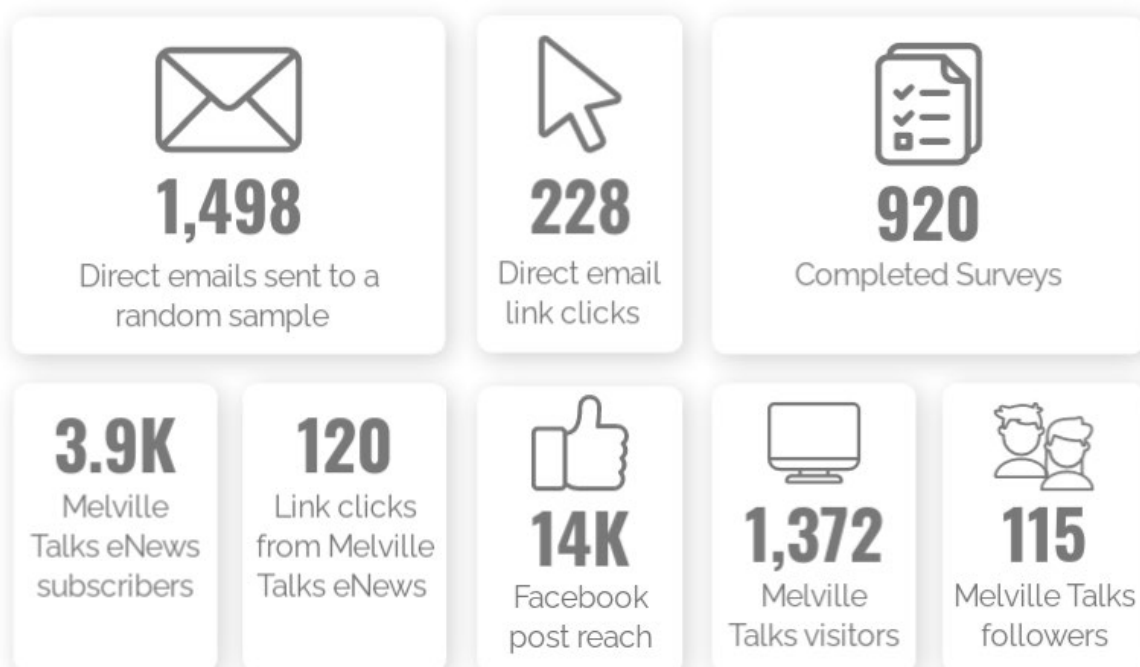 1,498
Direct emails sent to a
random sample
228
Direct email
link clicks
920
Completed Surveys
3.9K
Melville
Talks eNews
subscribers
120
Link clicks
from Melville
Talks eNews
14K
Facebook
post reach
1,372
Melville
Talks visitors
115
Melville Talks
followers